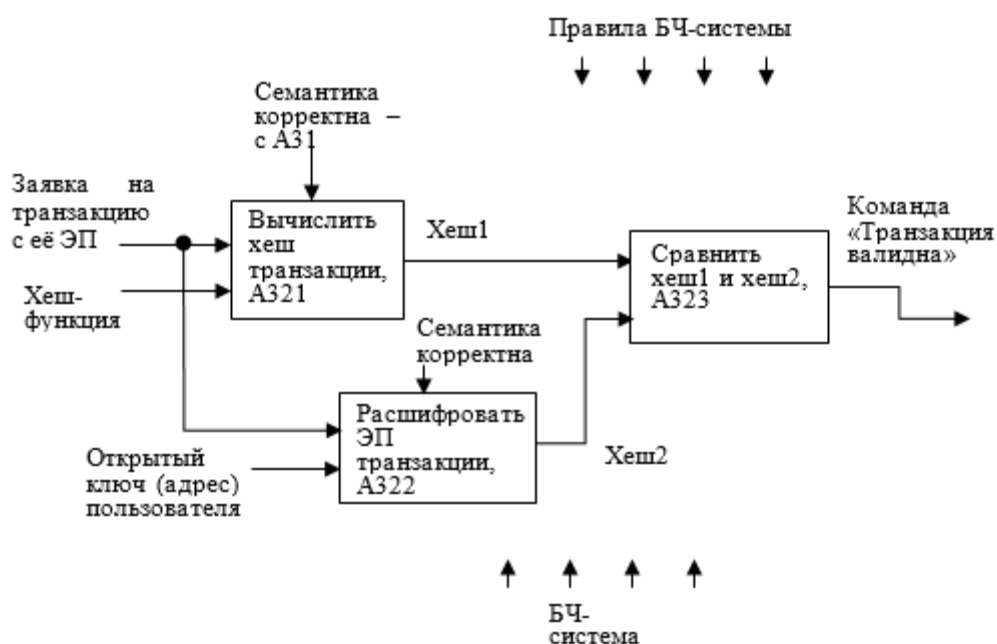 Правила БЧ-системы
Семантика
корректна –
с А31
Заявка на
транзакцию
с её ЭП
Хеш-
функция
Вычислить
хеш
транзакции,
А321
Хеш1
Сравнить
хеш1 и хеш2,
А323
Команда
«Транзакция
валидна»
Семантика
корректна
Расшифровать
ЭП
транзакции,
А322
Хеш2
Открытый
ключ (адрес)
пользователя
БЧ-
система